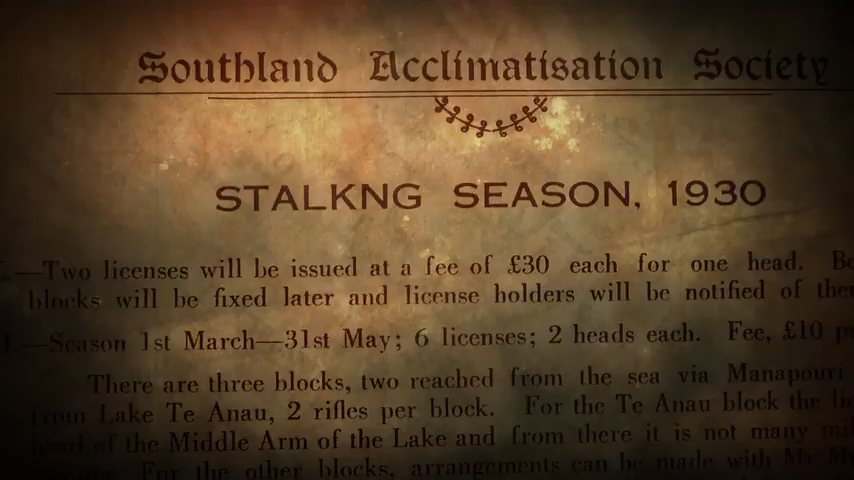 Southland Acclimatisation Society
STALKNG SEASON, 1930
—Two licenses will be issued at a fee of £30 each for one head.
blocks will be fixed later and license holders will be notified of
—Season 1st March—31st May; 6 licenses; 2 heads each. Fee, £10
There are three blocks, two reached from the sea via Manapouri
from Lake Te Anau, 2 rifles per block. For the Te Anau block the
head of the Middle Arm of the Lake and from there it is not many
For the other blocks, arrangements can be made with Mr.